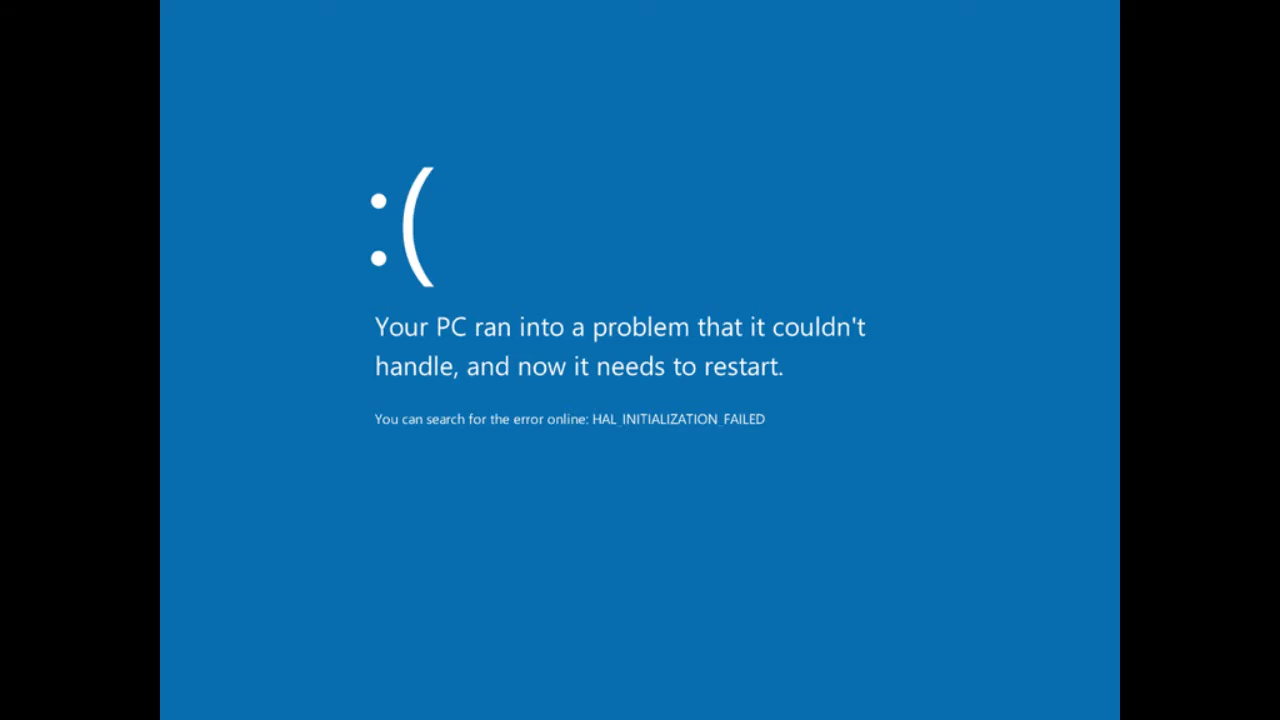 :(
Your PC ran into a problem that it couldn't
handle, and now it needs to restart.
You can search for the error online: HAL_INITIALIZATION_FAILED